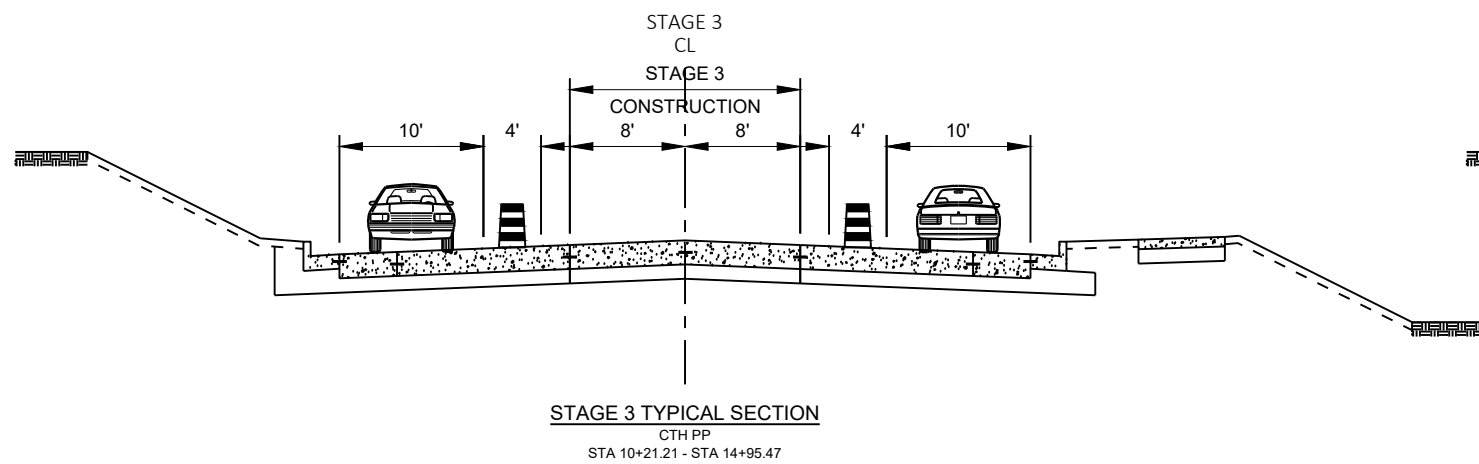 STAGE 3
CL
STAGE 3
CONSTRUCTION
10' 4' 8' 8' 4' 10'
STAGE 3 TYPICAL SECTION
CTH PP
STA 10+21.21 - STA 14+95.47